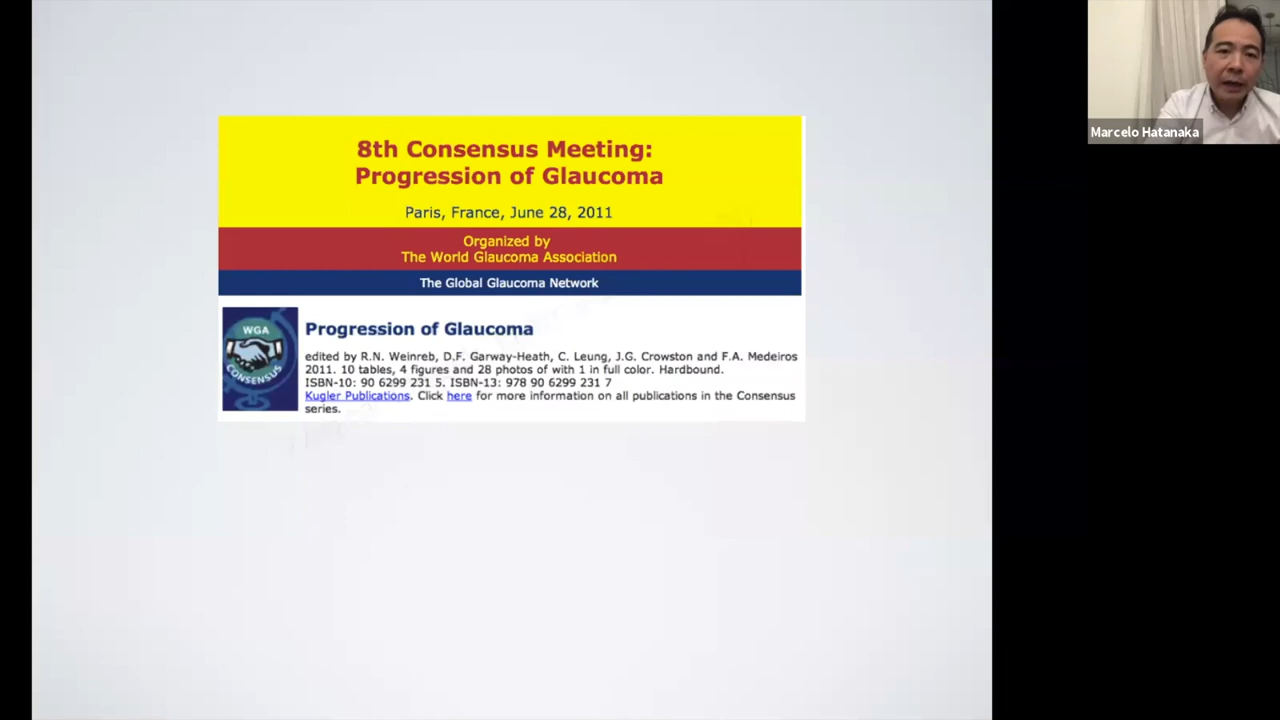 8th Consensus Meeting:
Progression of Glaucoma
Paris, France, June 28, 2011
Organized by
The World Glaucoma Association
The Global Glaucoma Network
WGA
CONSENSUS
Progression of Glaucoma
edited by R.N. Weinreb, D.F. Garway-Heath, C. Leung, J.G. Crowston and F.A. Medeiros
2011. 10 tables, 4 figures and 28 photos of with 1 in full color. Hardbound.
ISBN-10: 90 6299 231 5. ISBN-13: 978 90 6299 231 7
Kugler Publications. Click here for more information on all publications in the Consensus
series.
Marcelo Hatanaka